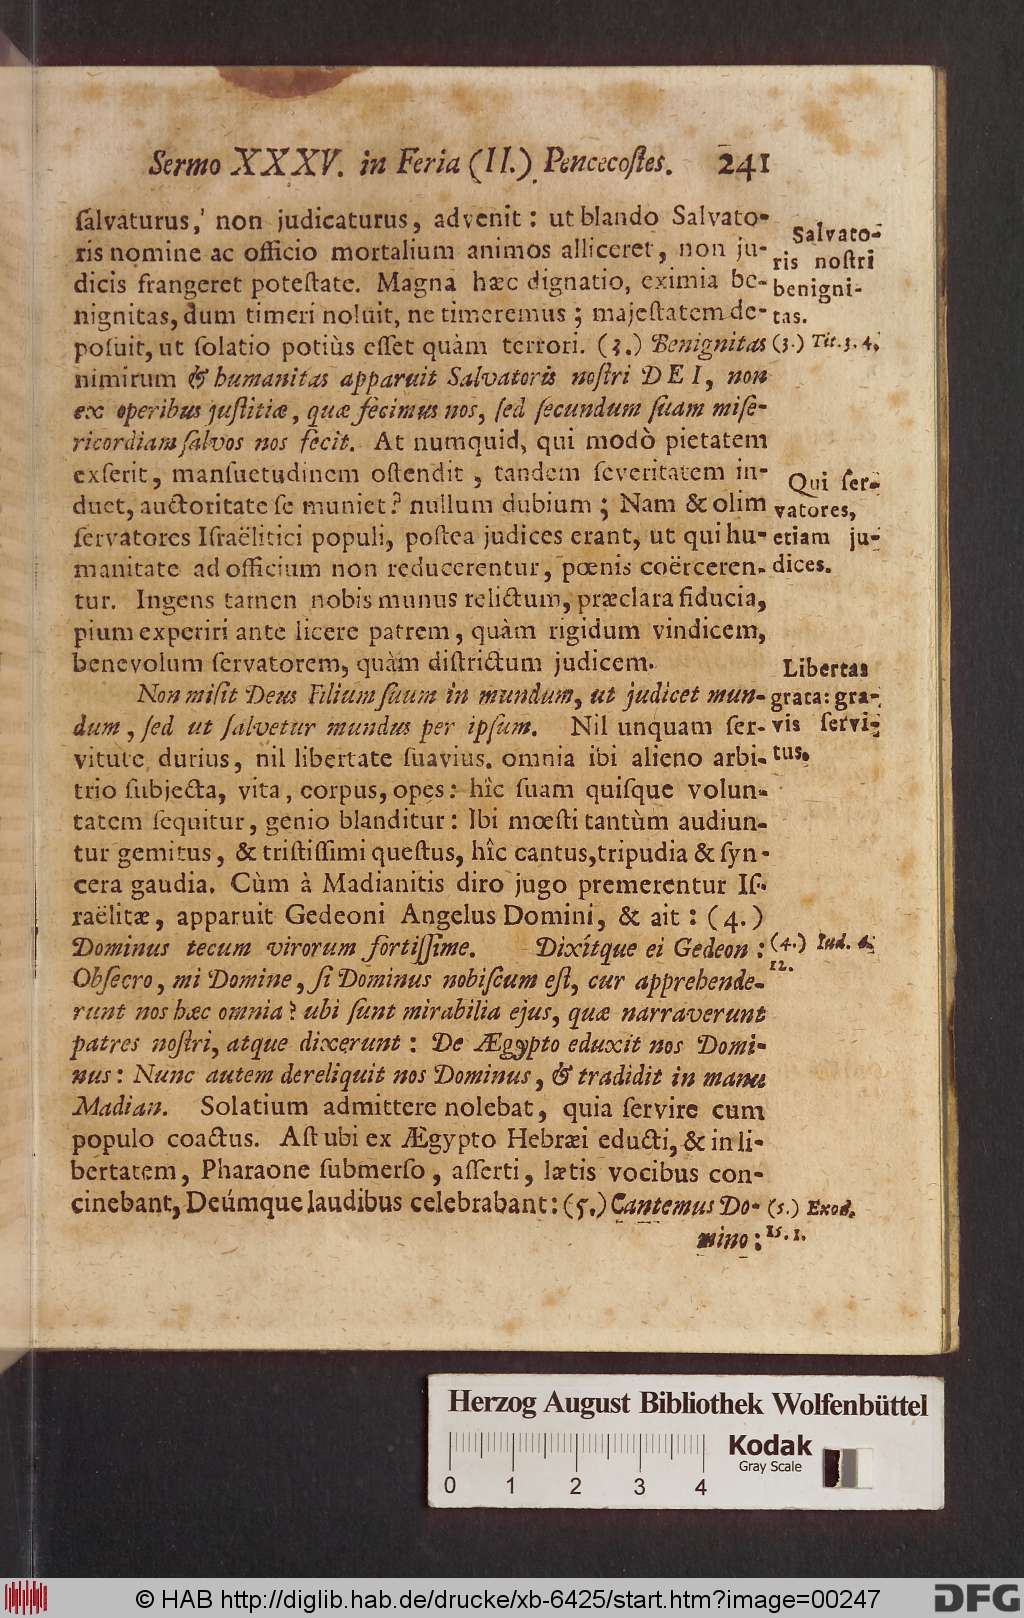 Sermo XXXV. in Feria (II.) Pencecoſtes. 241
ſalvaturus, non judicaturus, advenit: ut blando Salvato-
ris nomine ac officio mortalium animos alliceret, non ju-
dicis frangeret poteſtate. Magna hæc dignatio, eximia be-
nignitas, dum timeri noluit, ne timeremus; majeſtatem de-
poſuit, ut ſolatio potiùs eſſet quàm terrori. (3.) Benignitas
nimirum & humanitas apparuit Salvatoris noſtri DEI, non
ex operibus juſtitiæ, quæ fecimus nos, ſed ſecundum ſuam miſe-
ricordiam ſalvos nos fecit. At numquid, qui modò pietatem
exſerit, manſuetudinem oſtendit, tandem ſeveritatem in-
duet, auctoritate ſe muniet? nullum dubium; Nam & olim
ſervatores Iſraëlitici populi, poſtea judices erant, ut qui hu-
manitate ad officium non reducerentur, pœnis coërceren-
tur. Ingens tamen nobis munus relictum, præclara fiducia,
pium experiri ante licere patrem, quàm rigidum vindicem,
benevolum ſervatorem, quàm diſtrictum judicem.
Non miſit Deus Filium ſuum in mundum, ut judicet mun-
dum, ſed ut ſalvetur mundus per ipſum. Nil unquam ſer-
vitute durius, nil libertate ſuavius. omnia ibi alieno arbi-
trio ſubjecta, vita, corpus, opes: hîc ſuam quiſque volun-
tatem ſequitur, genio blanditur: Ibi mœſti tantùm audiun-
tur gemitus, & triſtiſſimi queſtus, hîc cantus, tripudia & ſyn-
cera gaudia. Cùm à Madianitis diro jugo premerentur Iſ-
raëlitæ, apparuit Gedeoni Angelus Domini, & ait: (4.)
Dominus tecum virorum fortiſſime. Dixítque ei Gedeon:
Obſecro, mi Domine, ſi Dominus nobiſcum eſt, cur apprehende-
runt nos hæc omnia? ubi ſunt mirabilia ejus, quæ narraverunt
patres noſtri, atque dixerunt: De Ægypto eduxit nos Domi-
nus: Nunc autem dereliquit nos Dominus, & tradidit in manu
Madian. Solatium admittere nolebat, quia ſervire cum
populo coactus. Aſt ubi ex Ægypto Hebræi educti, & in li-
bertatem, Pharaone ſubmerſo, aſſerti, lætis vocibus con-
cinebant, Deúmque laudibus celebrabant: (5.) Cantemus Do-
mino:
Salvato-
ris noſtri
benigni-
tas.
(3.) Tit. 3. 4.
Qui ſer-
vatores,
etiam ju-
dices.
Libertas
grata: gra-
vis ſervi-
tus.
(4.) Iud. 6.
12.
(5.) Exod.
15. 1.
Herzog August Bibliothek Wolfenbüttel
Kodak
Gray Scale
0 1 2 3 4
© HAB http://diglib.hab.de/drucke/xb-6425/start.htm?image=00247
DFG